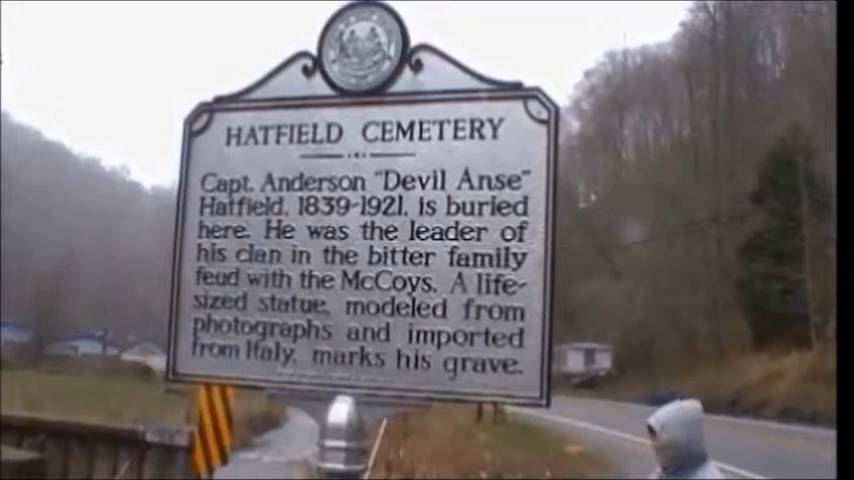 HATFIELD CEMETERY
Capt. Anderson "Devil Anse"
Hatfield, 1839-1921, is buried
here. He was the leader of
his clan in the bitter family
feud with the McCoys. A life-
sized statue, modeled from
photographs and imported
from Italy, marks his grave.